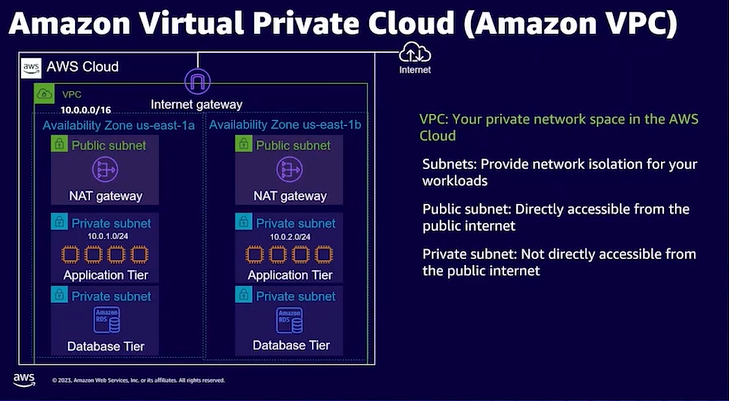 Amazon Virtual Private Cloud (Amazon VPC)
aws
AWS Cloud
Internet
VPC
10.0.0.0/16
Internet gateway
Availability Zone us-east-1a
Availability Zone us-east-1b
Public subnet
Public subnet
NAT gateway
NAT gateway
Private subnet
Private subnet
10.0.1.0/24
10.0.2.0/24
Application Tier
Application Tier
Private subnet
Private subnet
Amazon
RDS
Amazon
RDS
Database Tier
Database Tier
VPC: Your private network space in the AWS
Cloud
Subnets: Provide network isolation for your
workloads
Public subnet: Directly accessible from the
public internet
Private subnet: Not directly accessible from
the public internet
aws
© 2023, Amazon Web Services, Inc. or its affiliates. All rights reserved.